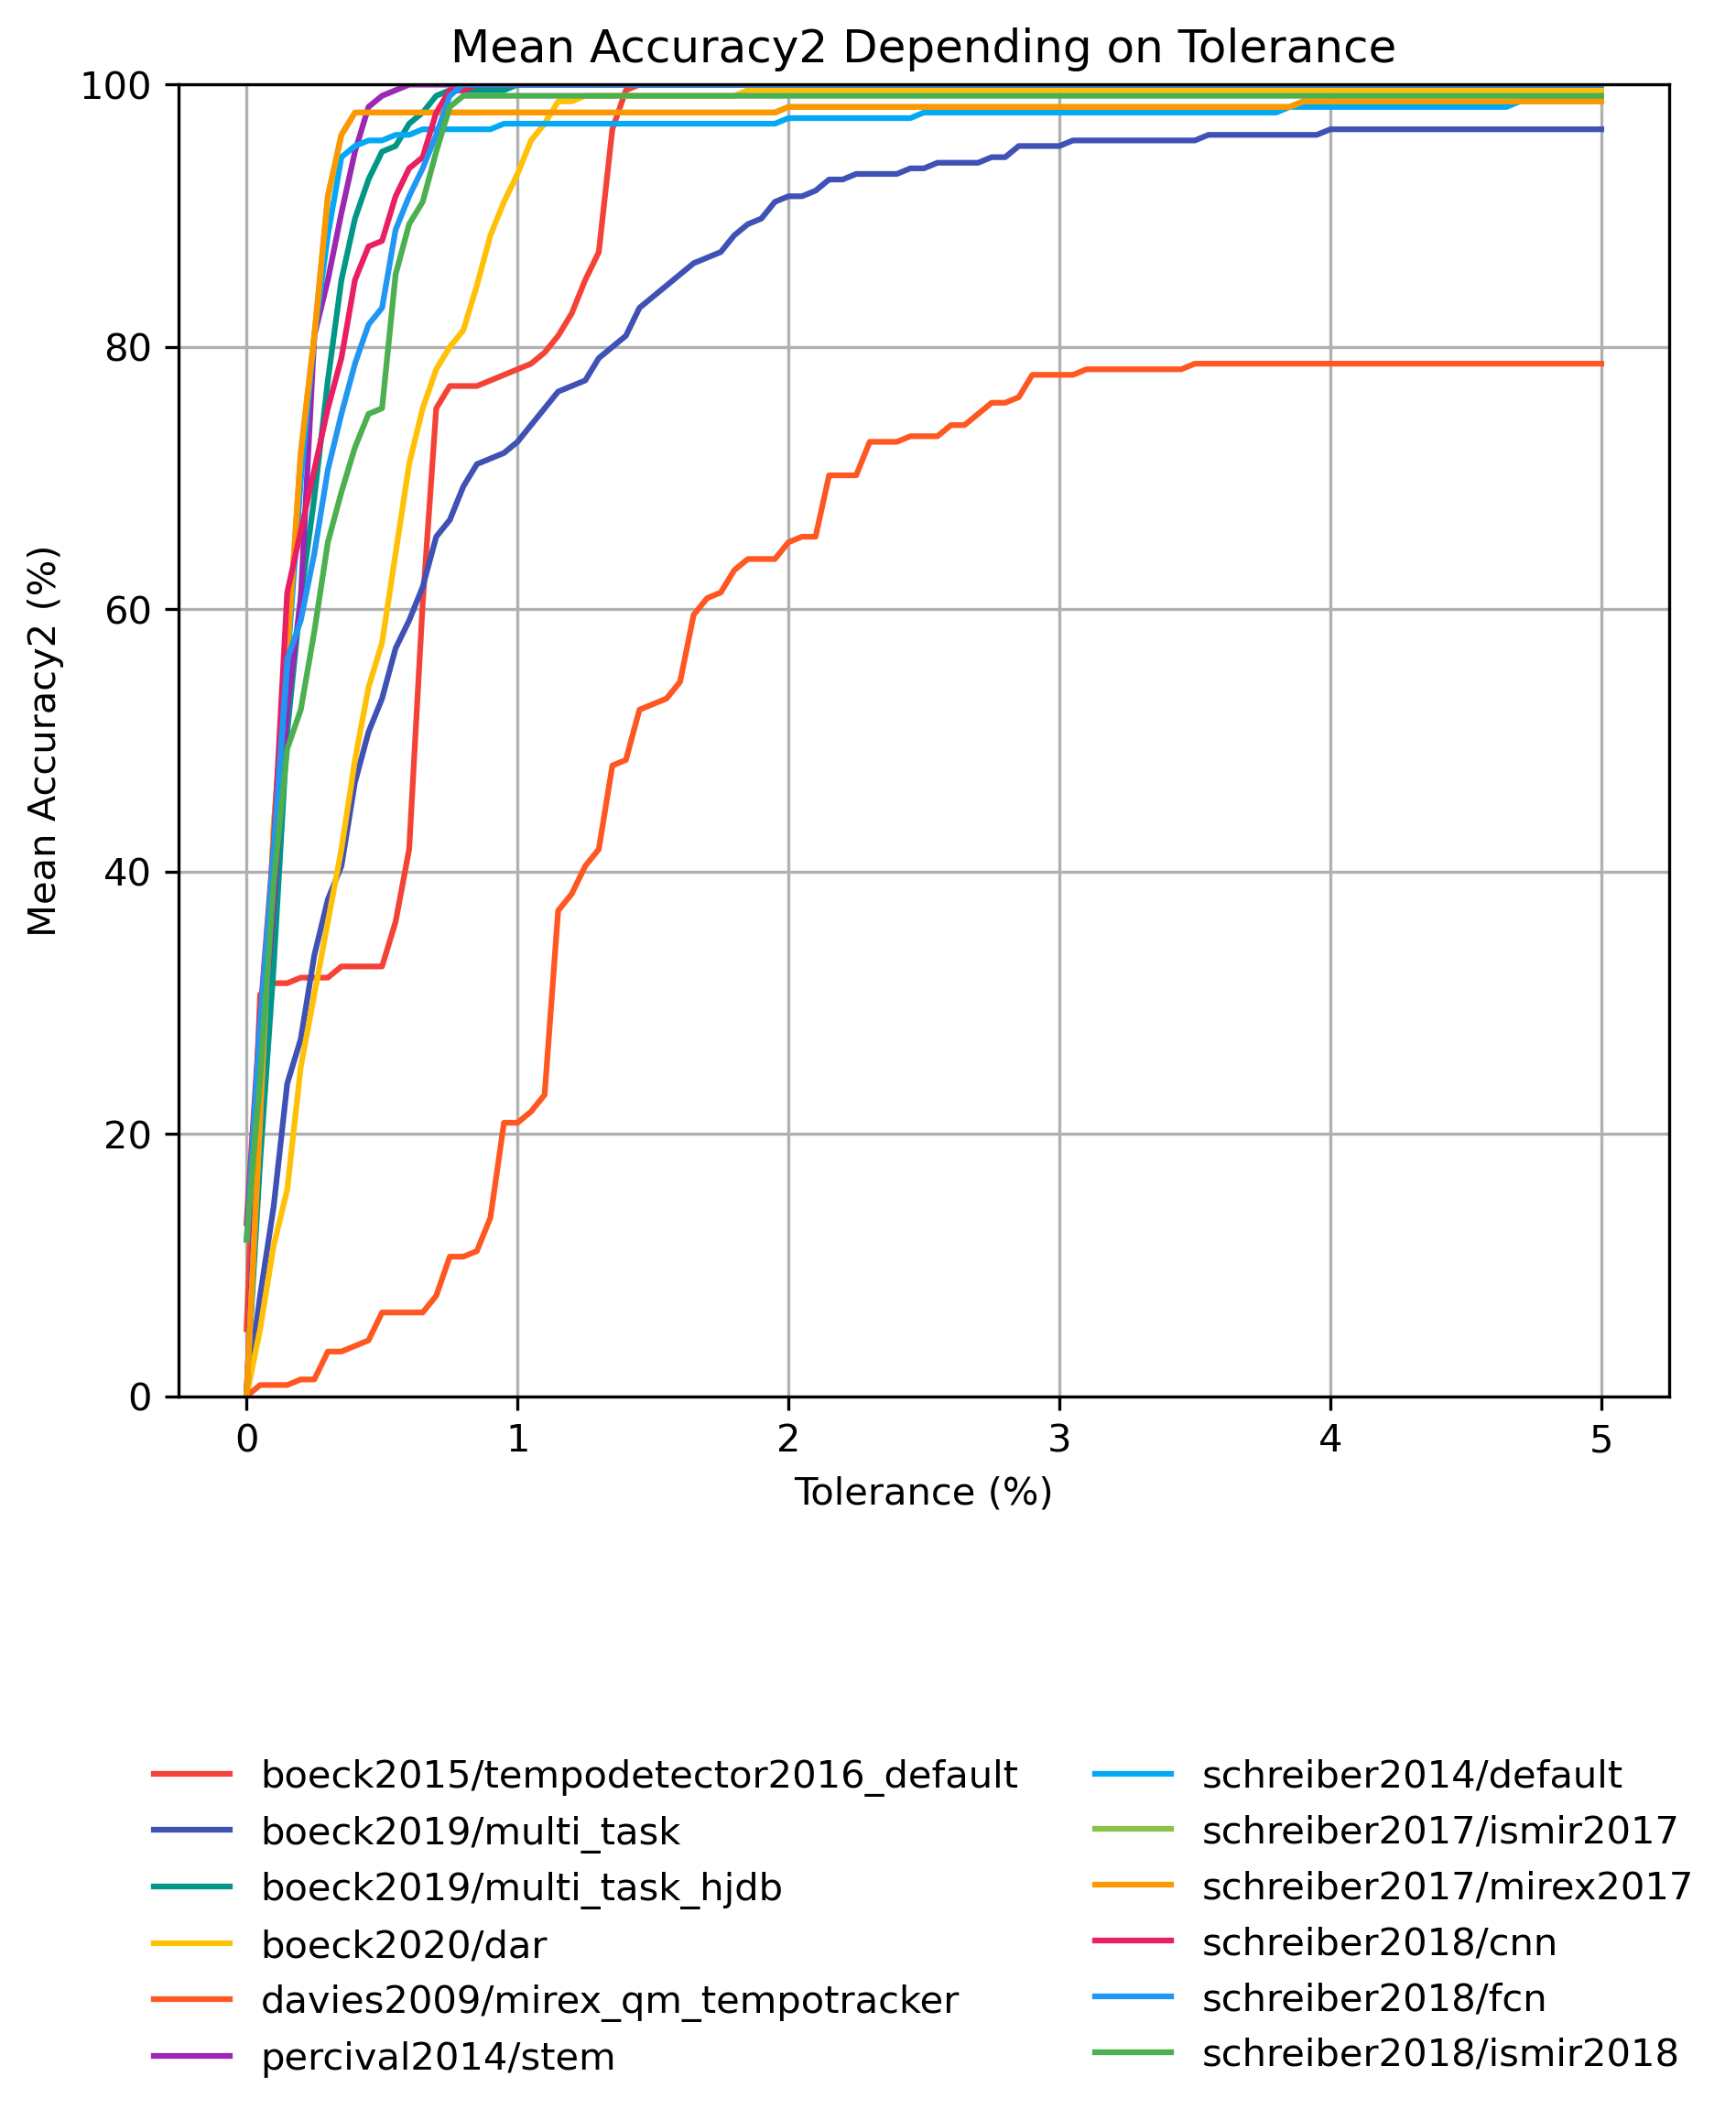 Mean Accuracy2 Depending on Tolerance
100
80
60
40
20
0
Mean Accuracy2 (%)
0 1 2 3 4 5
Tolerance (%)
boeck2015/tempodetector2016_default
boeck2019/multi_task
boeck2019/multi_task_hjdb
boeck2020/dar
davies2009/mirex_qm_tempotracker
percival2014/stem
schreiber2014/default
schreiber2017/ismir2017
schreiber2017/mirex2017
schreiber2018/cnn
schreiber2018/fcn
schreiber2018/ismir2018